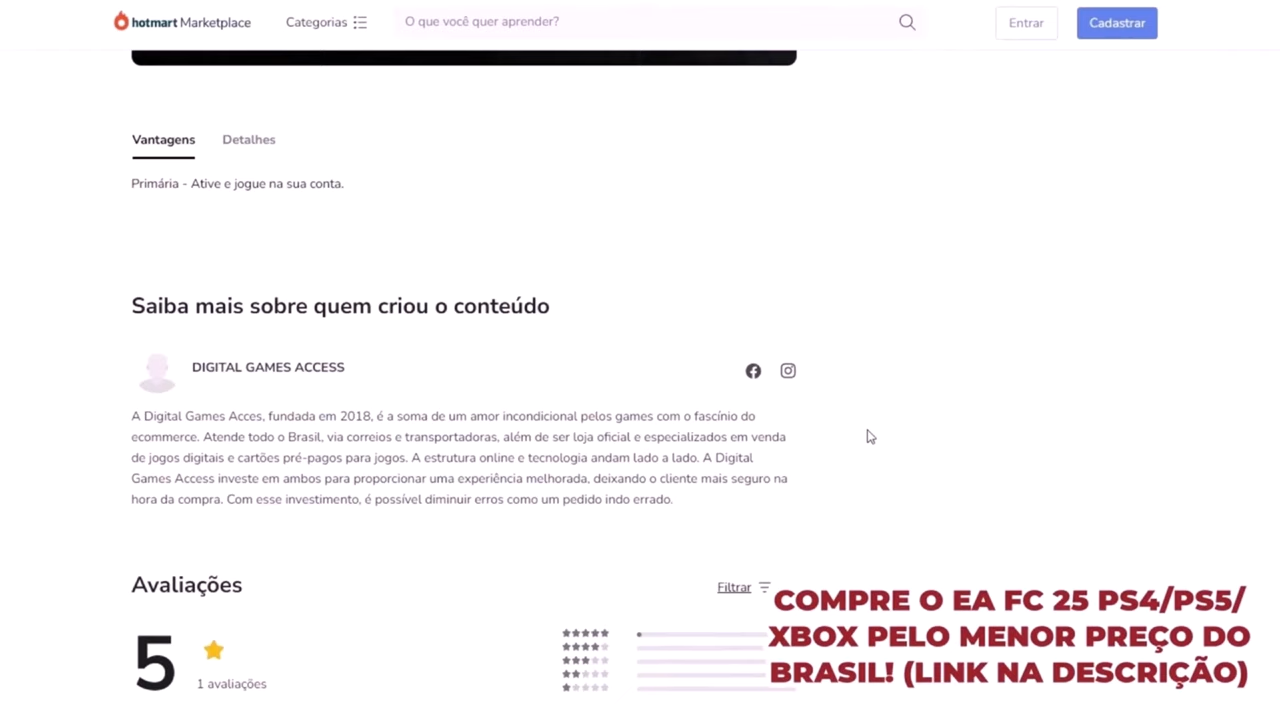 hotmart Marketplace Categorias O que você quer aprender? Entrar Cadastrar
Vantagens Detalhes
Primária - Ative e jogue na sua conta.
Saiba mais sobre quem criou o conteúdo
DIGITAL GAMES ACCESS
A Digital Games Acces, fundada em 2018, é a soma de um amor incondicional pelos games com o fascínio do
ecommerce. Atende todo o Brasil, via correios e transportadoras, além de ser loja oficial e especializados em venda
de jogos digitais e cartões pré-pagos para jogos. A estrutura online e tecnologia andam lado a lado. A Digital
Games Access investe em ambos para proporcionar uma experiência melhorada, deixando o cliente mais seguro na
hora da compra. Com esse investimento, é possível diminuir erros como um pedido indo errado.
Avaliações
Filtrar
5
1 avaliações
COMPRE O EA FC 25 PS4/PS5/
XBOX PELO MENOR PREÇO DO
BRASIL! (LINK NA DESCRIÇÃO)